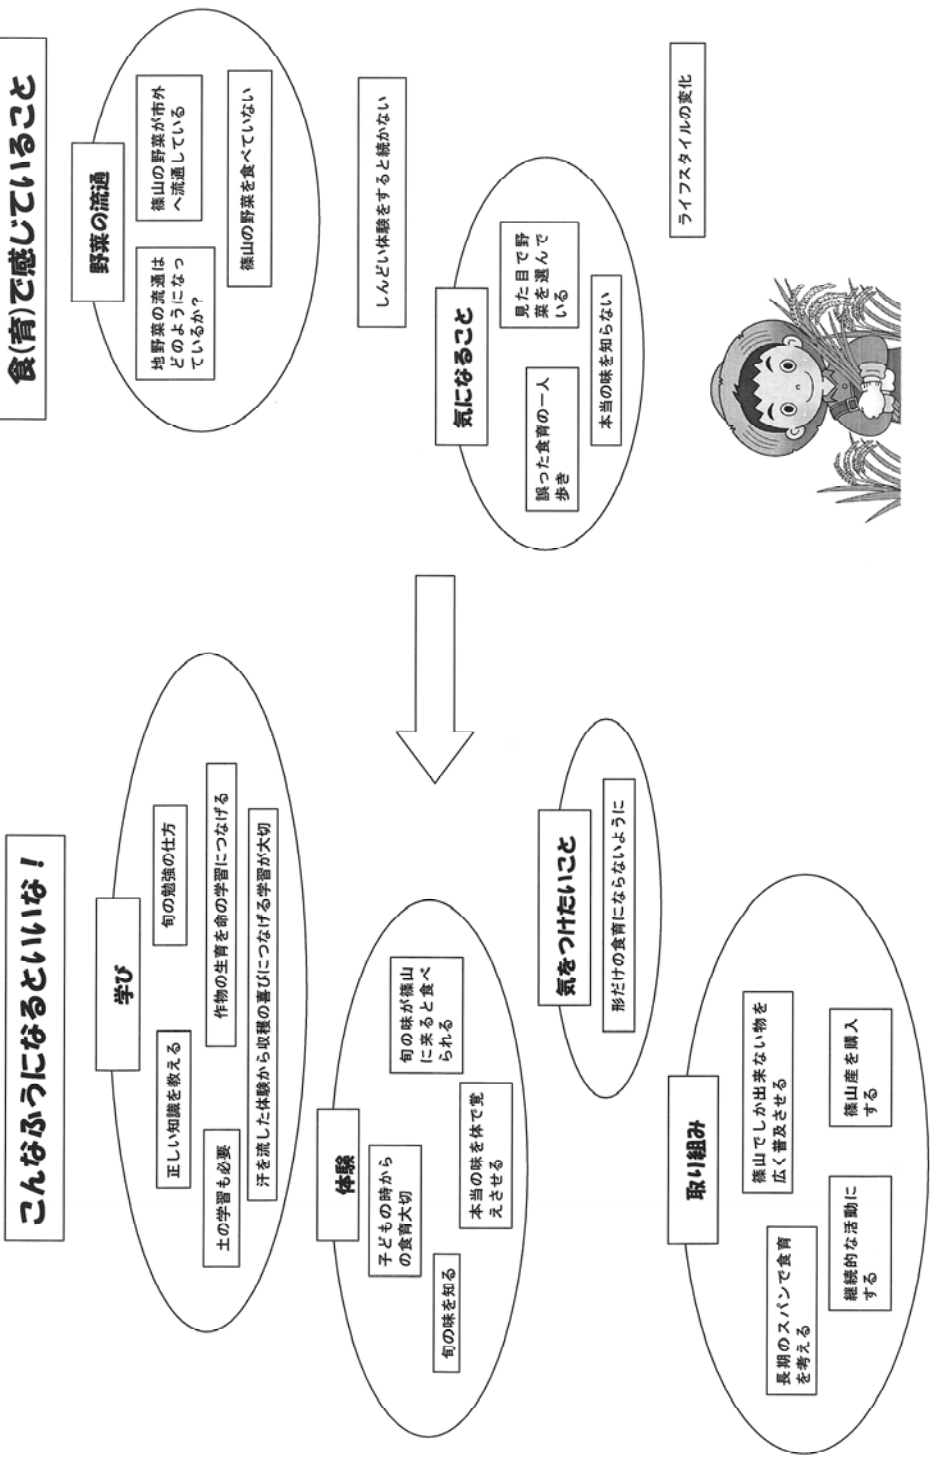 こんなふうになるといいな！
学び
正しい知識を教える
旬の勉強の仕方
土の学習も必要
作物の生育を命の学習につなげる
汗を流した体験から収穫の喜びにつなげる学習が大切
体験
子どもの時から
の食育大切
旬の味が篠山
に来ると食べ
られる
旬の味を知る
本当の味を体で覚
えさせる
気をつけたいこと
形だけの食育にならないように
取り組み
長期のスパンで食育
を考える
篠山でしか出来ない物を
広く普及させる
継続的な活動に
する
篠山産を購入
する
食(育)で感じていること
野菜の流通
地野菜の流通は
どのようになっ
ているか？
篠山の野菜が市外
へ流通している
篠山の野菜を食べていない
しんどい体験をすると続かない
気になること
誤った食育の一人
歩き
見た目で野
菜を選んで
いる
本当の味を知らない
ライフスタイルの変化